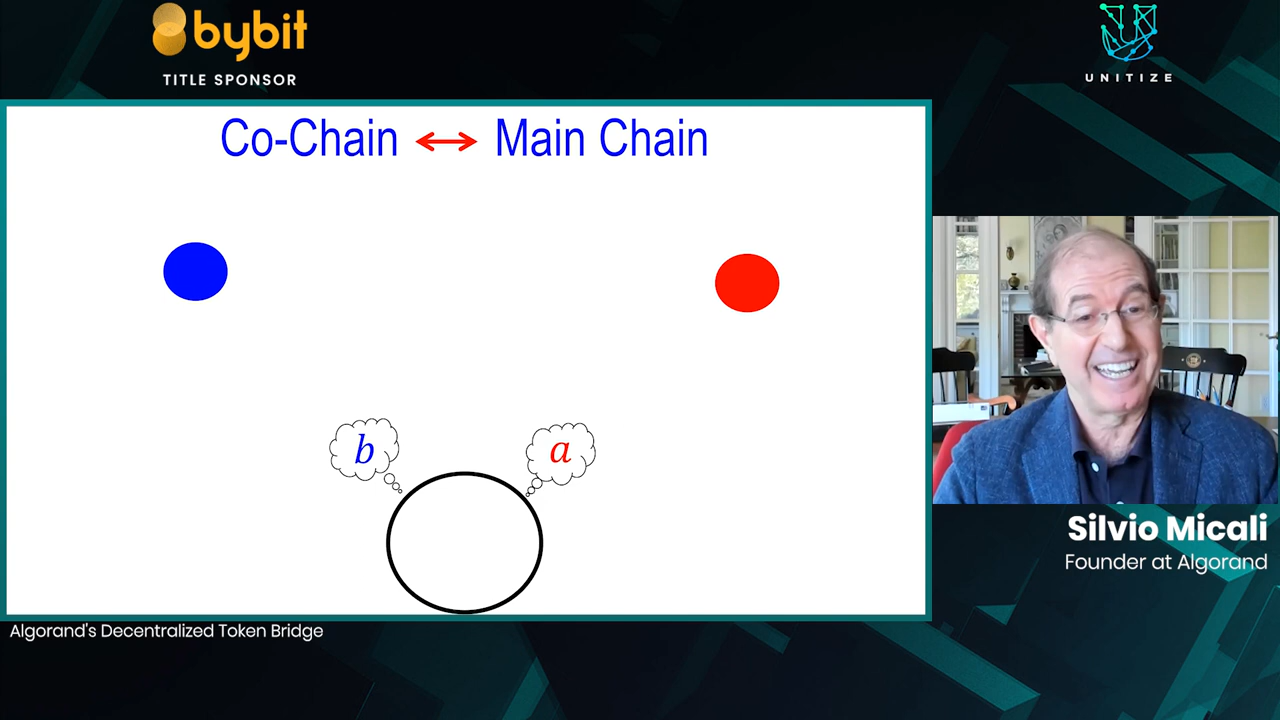 bybit
TITLE SPONSOR
UNITIZE
Co-Chain ↔ Main Chain
b
a
Silvio Micali
Founder at Algorand
Algorand's Decentralized Token Bridge